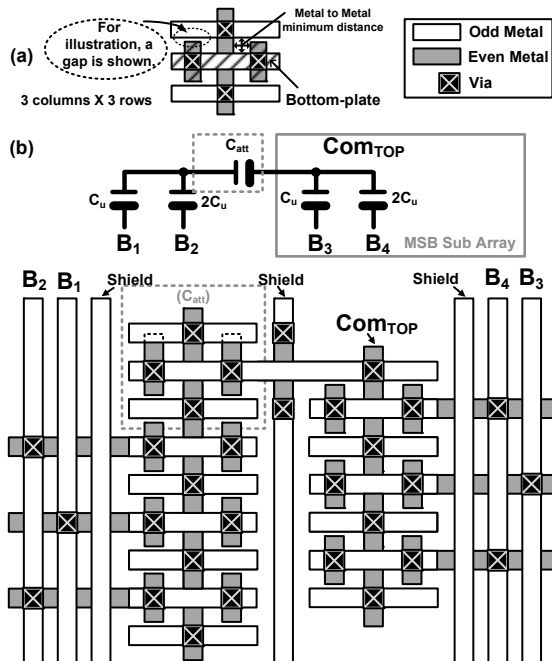 (a)
For
illustration, a
gap is shown
Metal to Metal
minimum distance
3 columns X 3 rows
Bottom-plate
Odd Metal
Even Metal
Via
(b)
Catt
ComTOP
Cu
2Cu
Cu
2Cu
B1
B2
B3
B4
MSB Sub Array
B2
B1
Shield
(Catt)
Shield
ComTOP
Shield
B4
B3